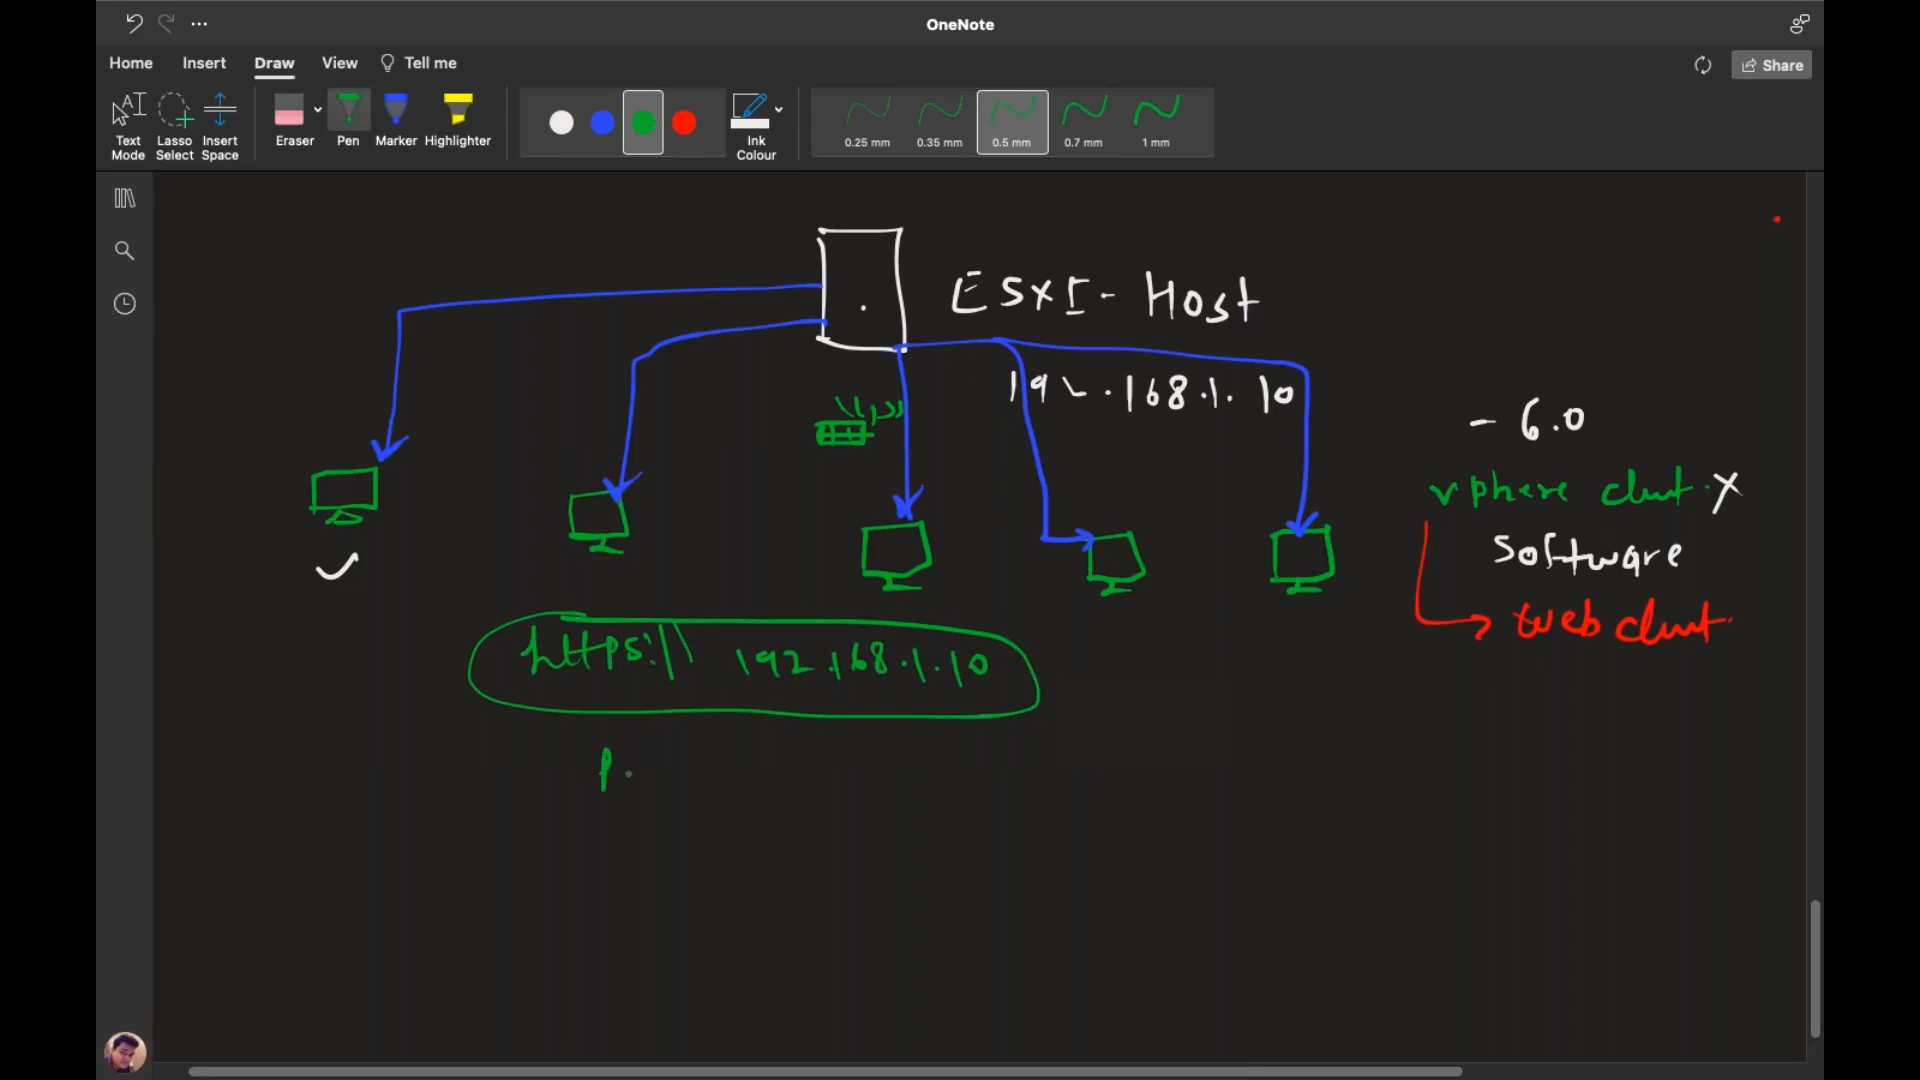 OneNote
Home Insert Draw View Tell me
Share
Text Mode
Lasso Select
Insert Space
Eraser
Pen
Marker
Highlighter
Ink Colour
0.25 mm
0.35 mm
0.5 mm
0.7 mm
1 mm
ESXI - Host
192.168.1.10
- 6.0
vphere clint X
Software
web clint
https:\\ 192.168.1.10
P